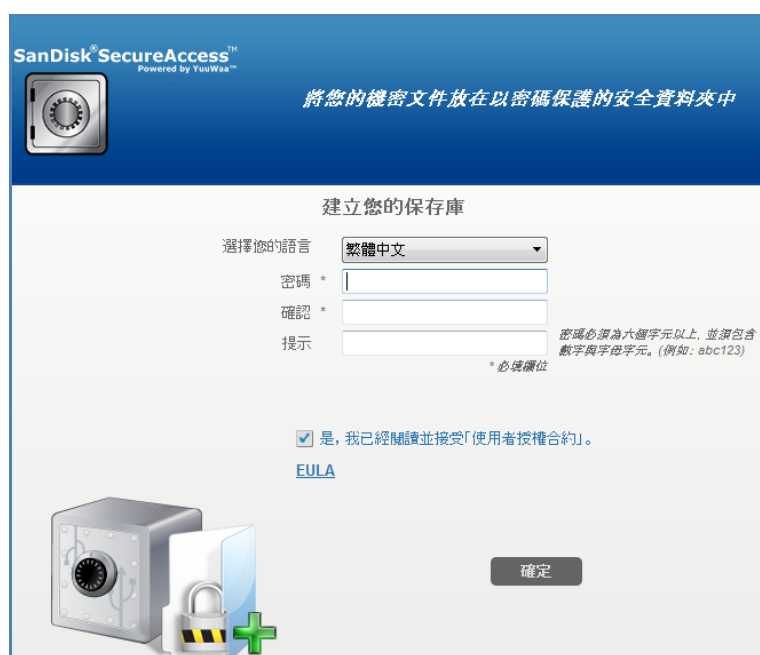 SanDisk®SecureAccess™
Powered by YuuWaa™
將您的機密文件放在以密碼保護的安全資料夾中
建立您的保存庫
選擇您的語言 繁體中文
密碼 *
確認 *
提示
密碼必須為六個字元以上, 並須包含
數字與字母字元。(例如: abc123)
* 必填欄位
是, 我已經閱讀並接受「使用者授權合約」。
EULA
確定